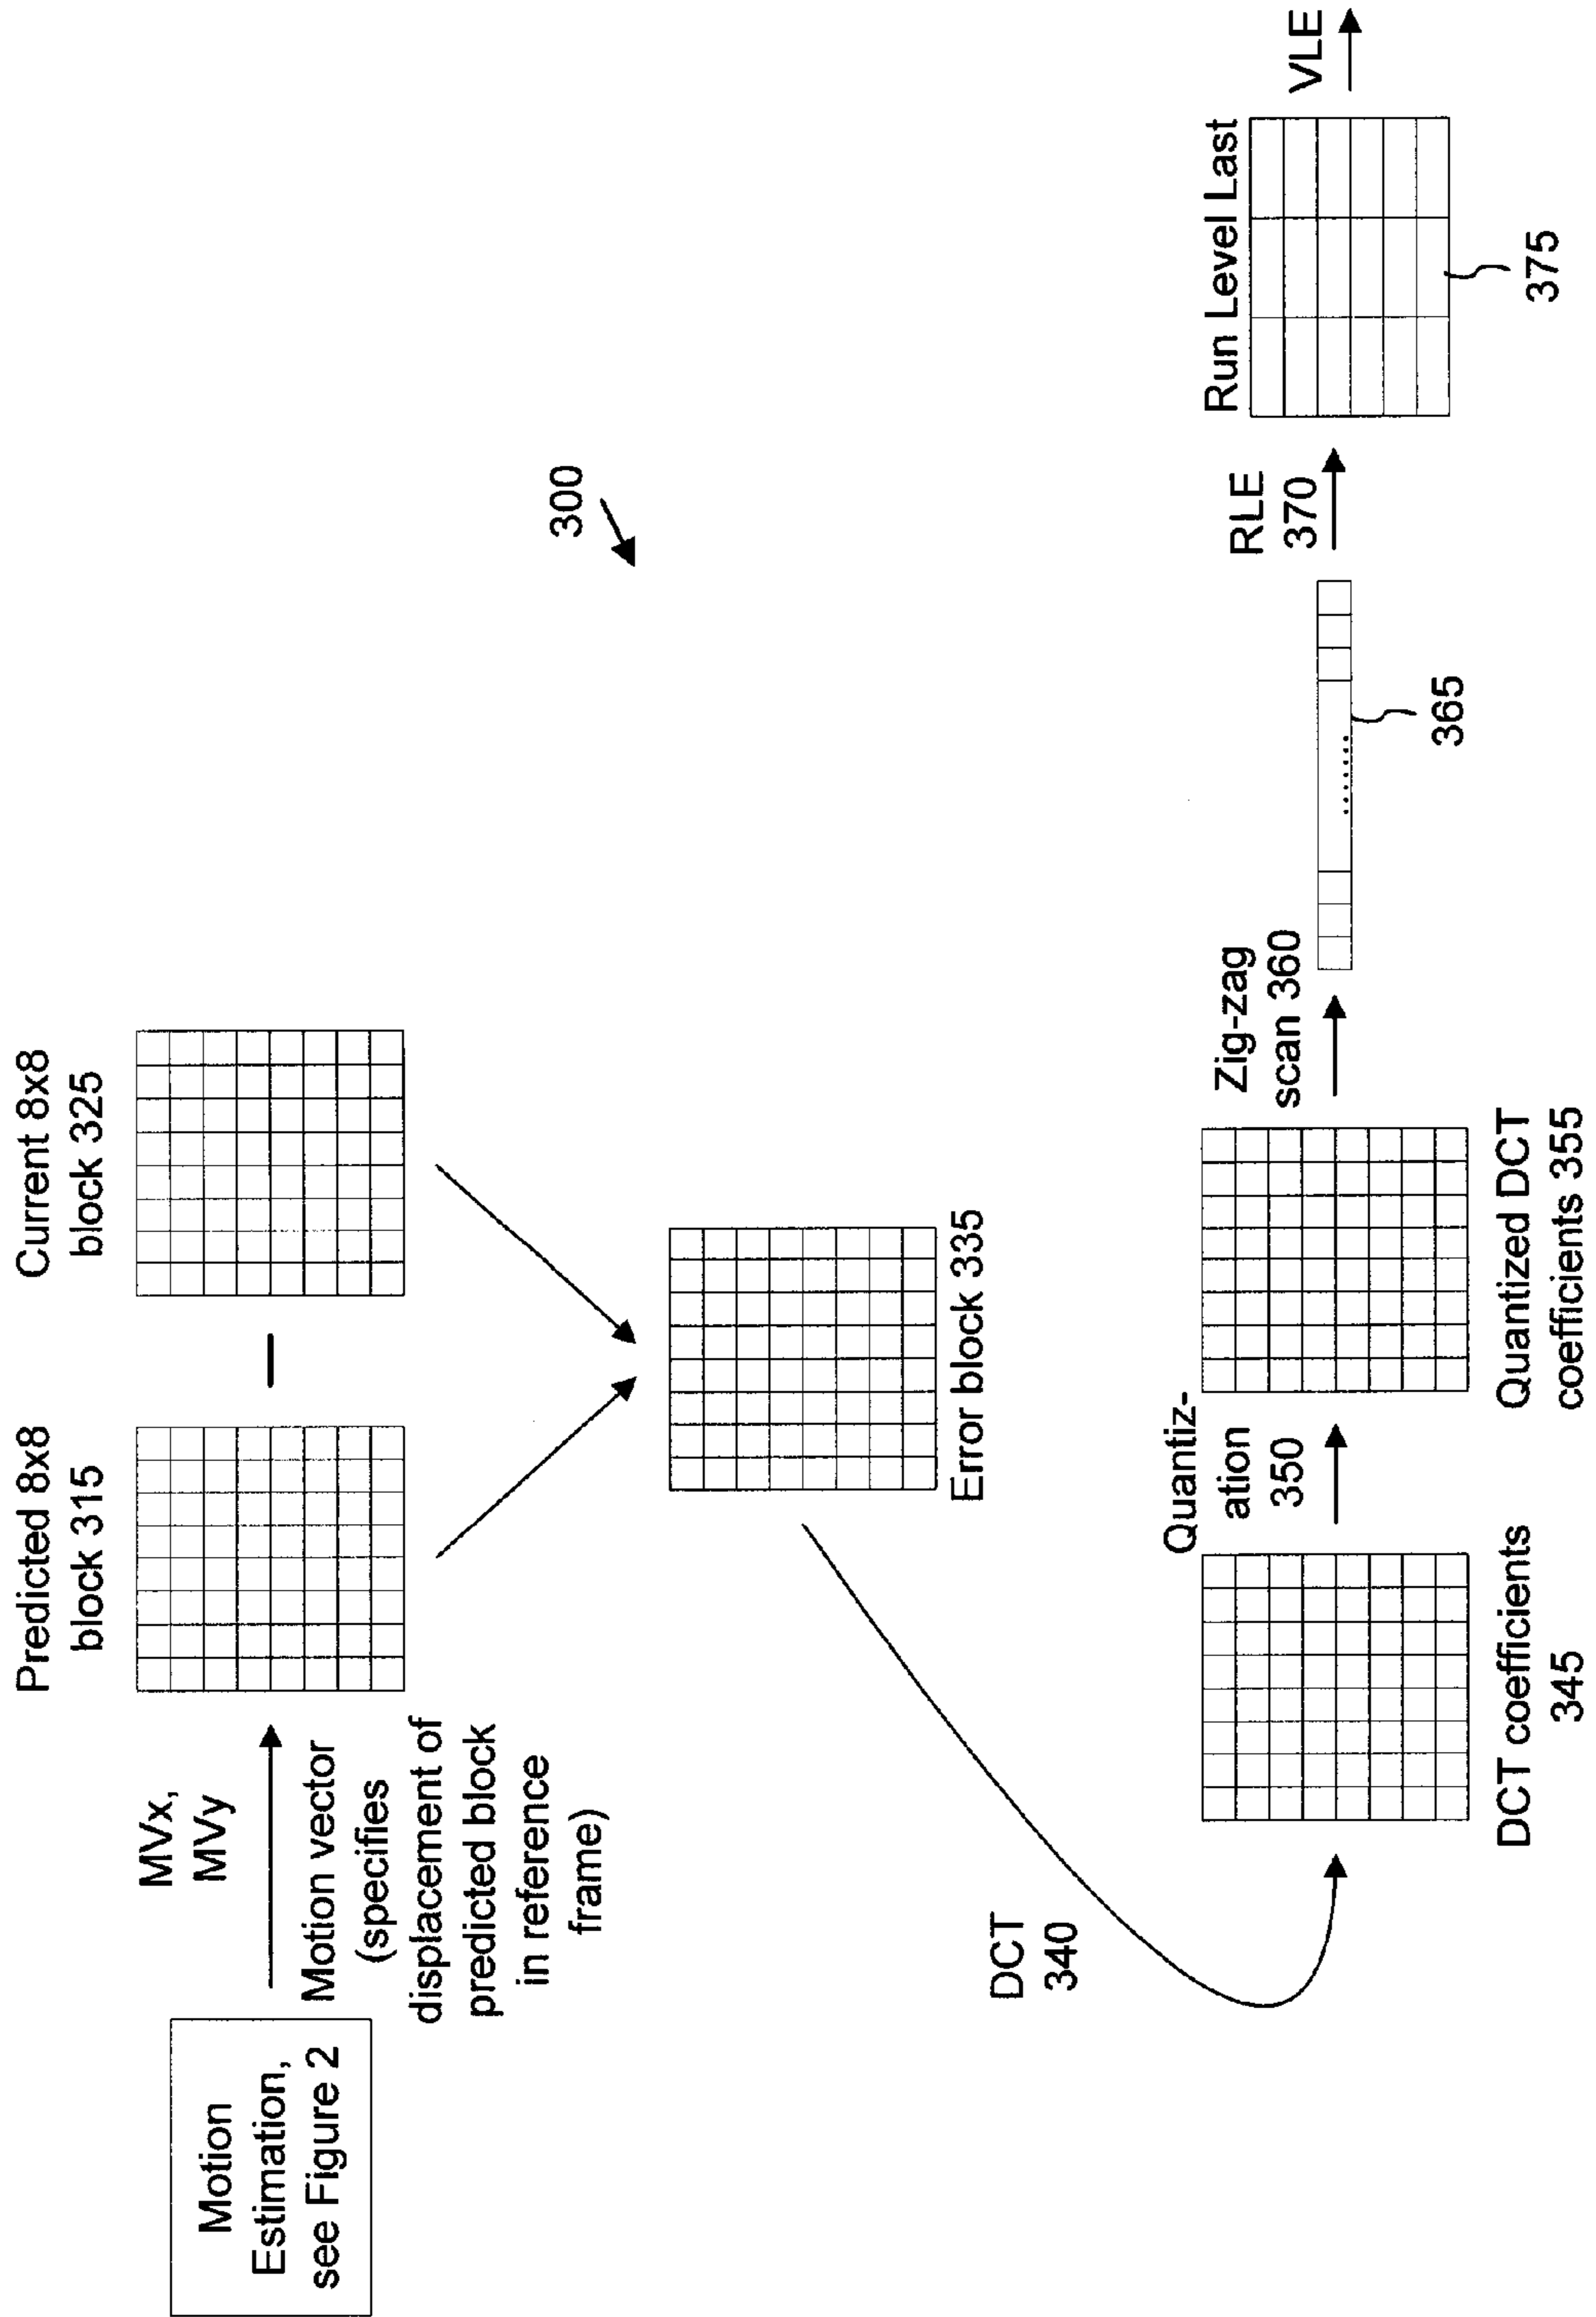 Motion
Estimation,
see Figure 2
MVx,
MVy
Motion vector
(specifies
displacement of
predicted block
in reference
frame)
Predicted 8x8
block 315
Current 8x8
block 325
300
Error block 335
DCT
340
DCT coefficients
345
Quantiz-
ation
350
Quantized DCT
coefficients 355
Zig-zag
scan 360
.......
365
RLE
370
Run Level Last
375
VLE